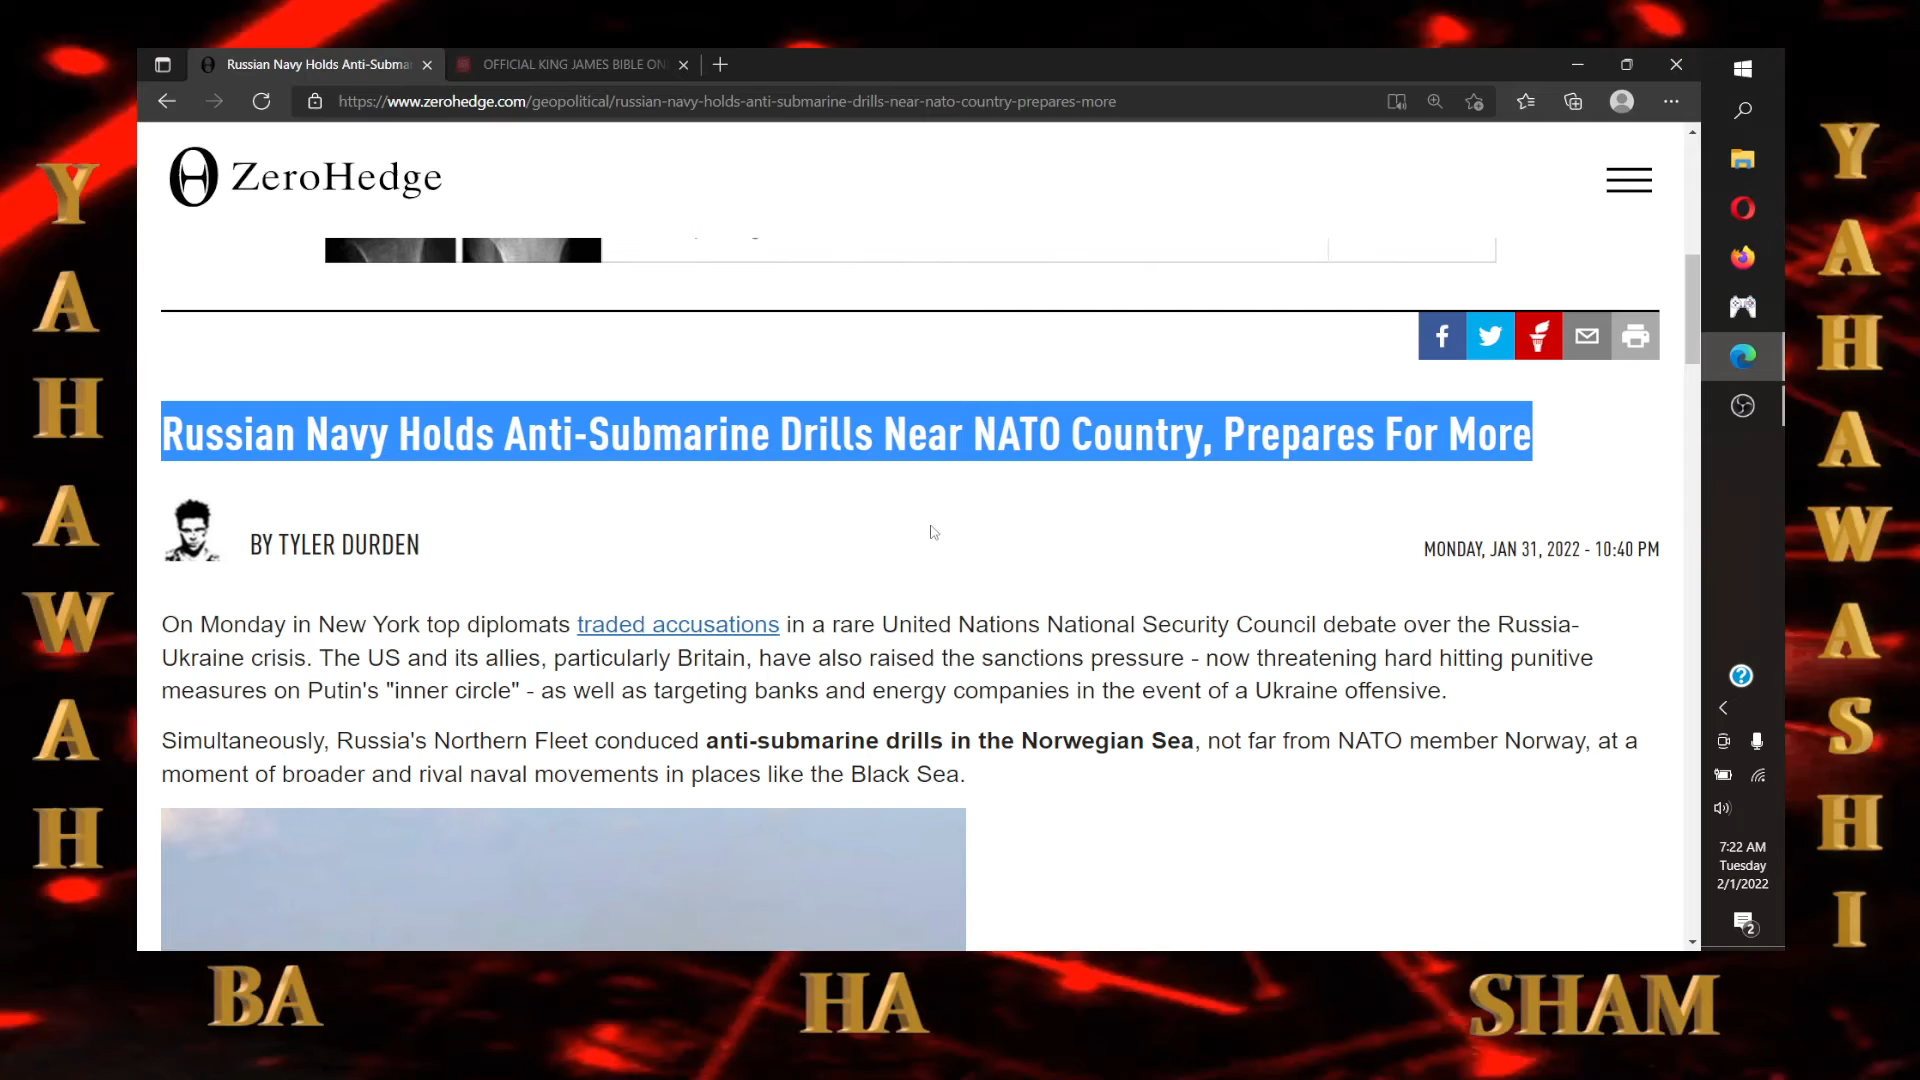 Russian Navy Holds Anti-Subma
OFFICIAL KING JAMES BIBLE ON
https://www.zerohedge.com/geopolitical/russian-navy-holds-anti-submarine-drills-near-nato-country-prepares-more
ZeroHedge
Russian Navy Holds Anti-Submarine Drills Near NATO Country, Prepares For More
BY TYLER DURDEN
MONDAY, JAN 31, 2022 - 10:40 PM
On Monday in New York top diplomats traded accusations in a rare United Nations National Security Council debate over the Russia-
Ukraine crisis. The US and its allies, particularly Britain, have also raised the sanctions pressure - now threatening hard hitting punitive
measures on Putin's "inner circle" - as well as targeting banks and energy companies in the event of a Ukraine offensive.
Simultaneously, Russia's Northern Fleet conduced anti-submarine drills in the Norwegian Sea, not far from NATO member Norway, at a
moment of broader and rival naval movements in places like the Black Sea.
7:22 AM
Tuesday
2/1/2022
2
YAHAWAH
YAHAWASHI
BA HA SHAM